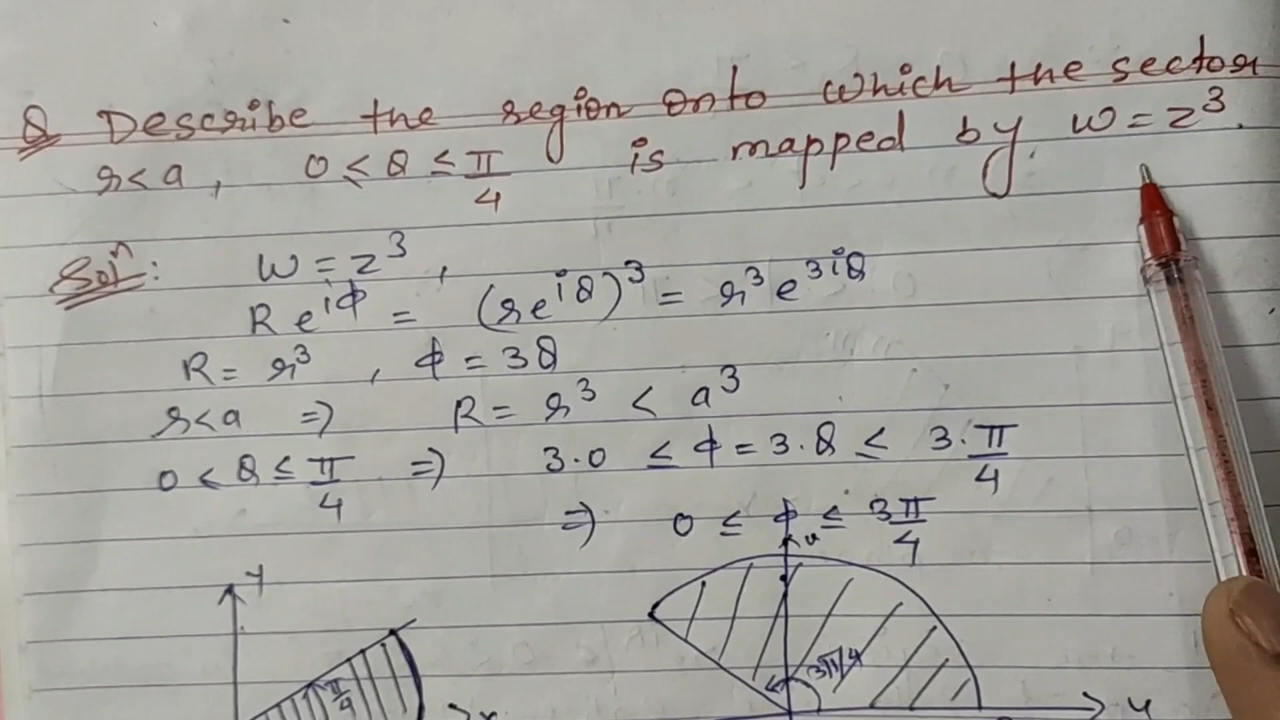 Q Describe the region onto which the sector
r<a, 0≤θ≤π/4 is mapped by w=z³.
Solⁿ: w=z³,
Re^{iφ} = (re^{iθ})³ = r³e^{3iθ}
R= r³, φ=3θ
r<a ⇒ R= r³ < a³
0<θ≤π/4 ⇒ 3.0 ≤ φ=3.θ ≤ 3.π/4
⇒ 0 ≤ φ ≤ 3π/4
y
v
π/4
3π/4
x
u